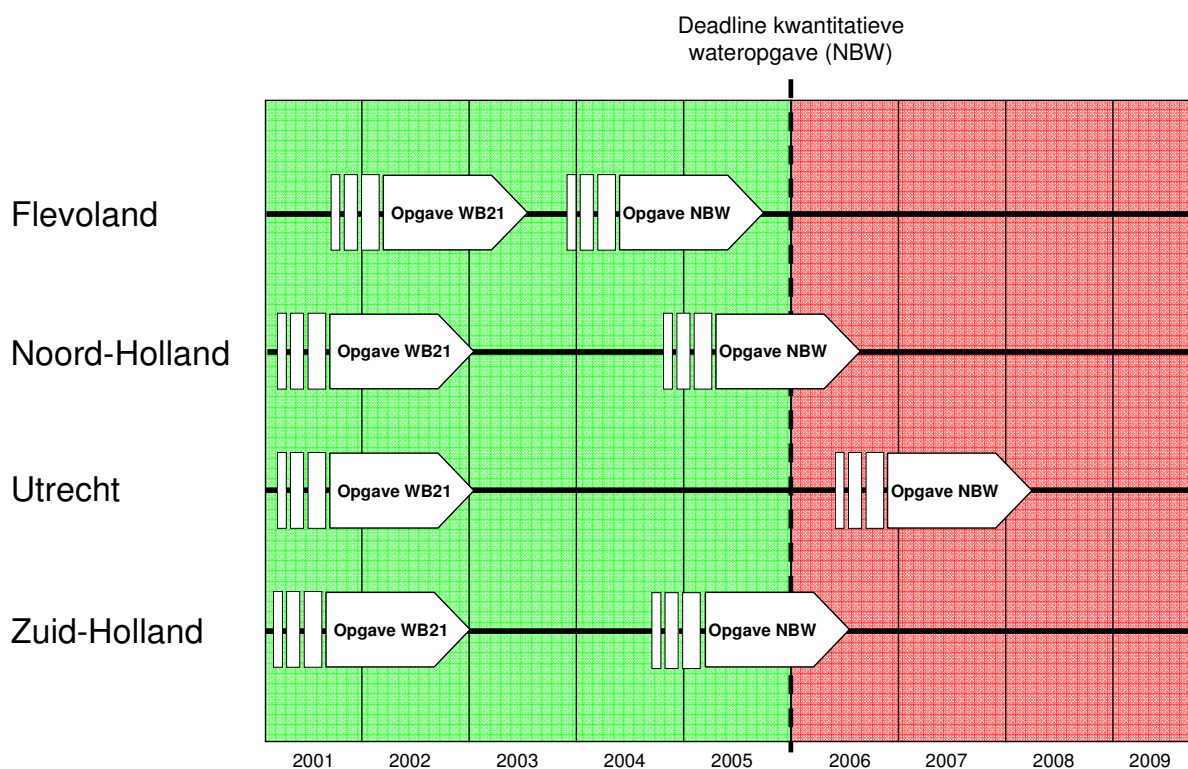 Deadline kwantitatieve
wateropgave (NBW)
Flevoland
Opgave WB21
Opgave NBW
Noord-Holland
Opgave WB21
Opgave NBW
Utrecht
Opgave WB21
Opgave NBW
Zuid-Holland
Opgave WB21
Opgave NBW
2001 2002 2003 2004 2005 2006 2007 2008 2009